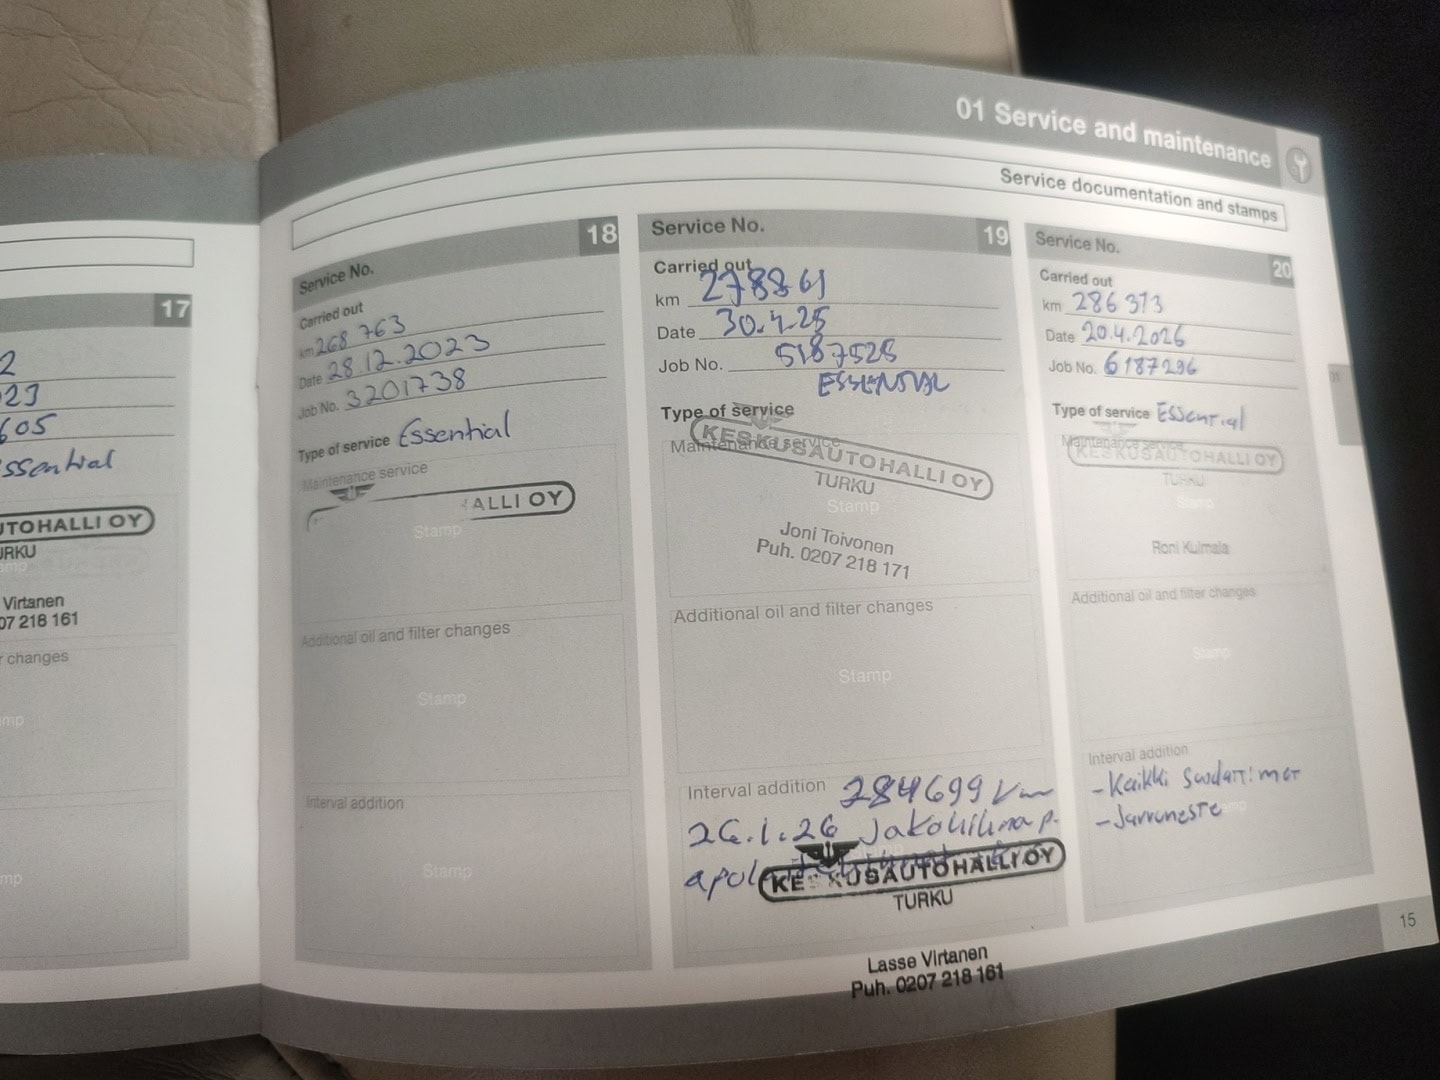 01 Service and maintenance
Service documentation and stamps
17
2
23
605
ssential
UTOHALLI OY
URKU
Virtanen
07 218 161
r changes
Service No. 18
Carried out
km 268 763
Date 28.12.2023
Job No. 3201738
Type of service Essential
Maintenance service
ALLI OY
Stamp
Additional oil and filter changes
Stamp
Interval addition
Stamp
Service No. 19
Carried out
km 278861
Date 30.4.25
Job No. 5187525
ESSENTIAL
Type of service
Maintenance service
KESKUSAUTOHALLI OY
TURKU
Stamp
Joni Toivonen
Puh. 0207 218 171
Additional oil and filter changes
Stamp
Interval addition 284699 km
26.1.26 Jakohihna p.
KESKUSAUTOHALLI OY
TURKU
Lasse Virtanen
Puh. 0207 218 161
Service No. 20
Carried out
km 286 313
Date 20.4.2026
Job No. 6187296
Type of service Essential
Maintenance service
KESKUSAUTOHALLI OY
TURKU
Stamp
Roni Kulmala
Additional oil and filter changes
Stamp
Interval addition
- Kaikki suodattimet
- Jarruneste
15